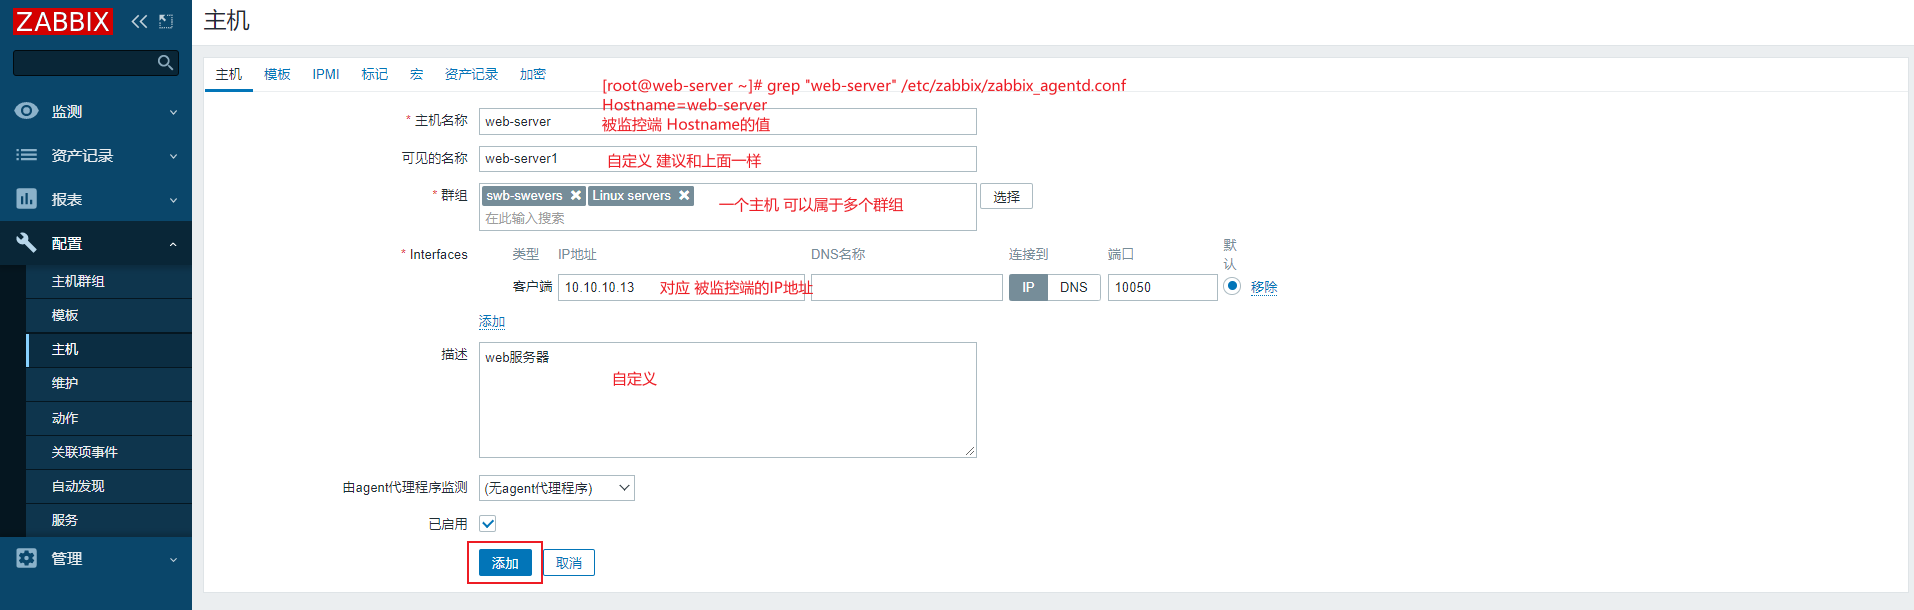 ZABBIX
主机
监测
资产记录
报表
配置
主机群组
模板
主机
维护
动作
关联项事件
自动发现
服务
管理
主机 模板 IPMI 标记 宏 资产记录 加密
[root@web-server ~]# grep "web-server" /etc/zabbix/zabbix_agentd.conf
Hostname=web-server
* 主机名称 web-server 被监控端 Hostname的值
可见的名称 web-server1 自定义 建议和上面一样
* 群组 swb-swevers Linux servers 选择
一个主机 可以属于多个群组
在此输入搜索
* Interfaces 类型 IP地址 DNS名称 连接到 端口 默认
客户端 10.10.10.13 对应 被监控端的IP地址 IP DNS 10050 移除
添加
描述 web服务器
自定义
由agent代理程序监测 (无agent代理程序)
已启用
添加 取消